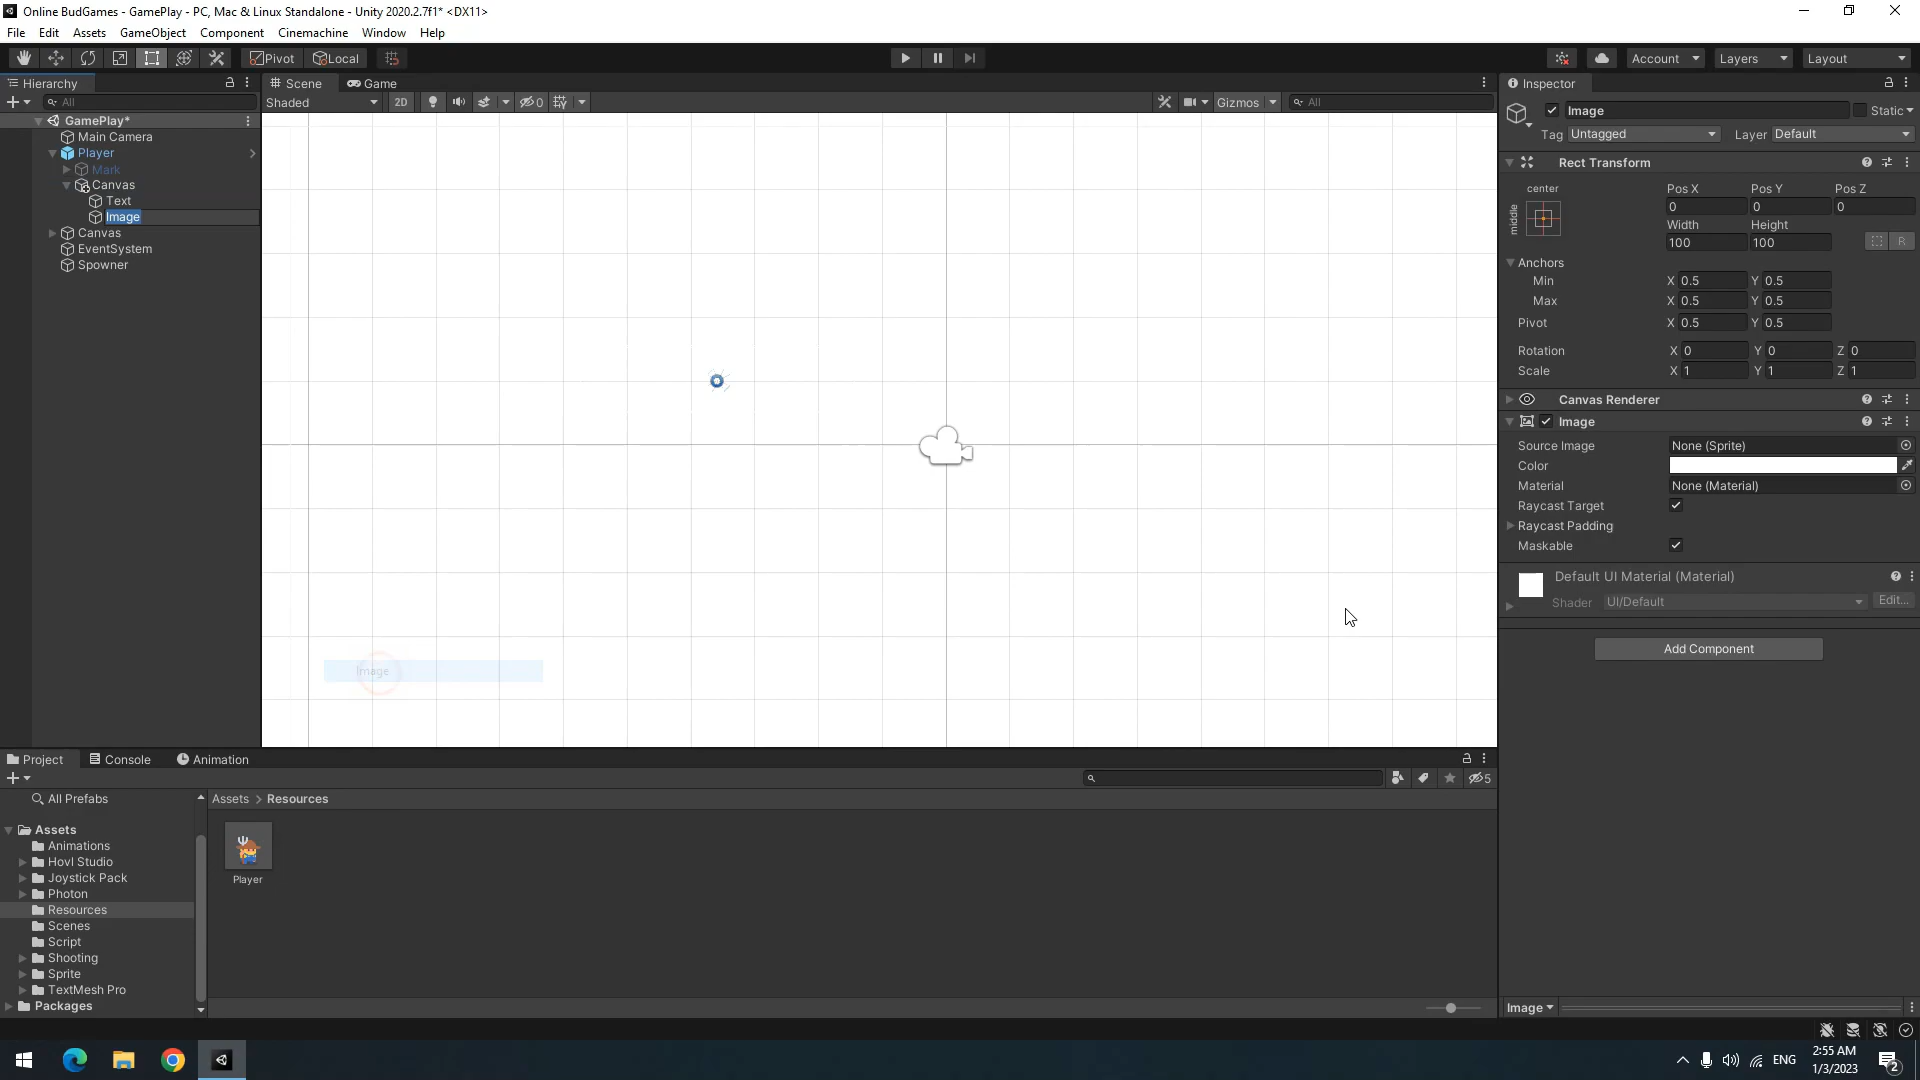 Online BudGames - GamePlay - PC, Mac & Linux Standalone - Unity 2020.2.7f1* <DX11>
File Edit Assets GameObject Component Cinemachine Window Help
Pivot Local Account Layers Layout
Hierarchy Scene Game Inspector
All Shaded 2D 0 Gizmos All
Image Static
Tag Untagged Layer Default
GamePlay*
Main Camera
Player
Mark
Canvas
Text
Image
Canvas
EventSystem
Spowner
Image
Rect Transform
center
middle
Pos X Pos Y Pos Z
0 0 0
Width Height
100 100 R
Anchors
Min X 0.5 Y 0.5
Max X 0.5 Y 0.5
Pivot X 0.5 Y 0.5
Rotation X 0 Y 0 Z 0
Scale X 1 Y 1 Z 1
Canvas Renderer
Image
Source Image None (Sprite)
Color
Material None (Material)
Raycast Target
Raycast Padding
Maskable
Default UI Material (Material)
Shader UI/Default Edit...
Add Component
Project Console Animation
5
All Prefabs
Assets
Animations
Hovl Studio
Joystick Pack
Photon
Resources
Scenes
Script
Shooting
Sprite
TextMesh Pro
Packages
Assets > Resources
Player
Image
ENG
2:55 AM
1/3/2023
2